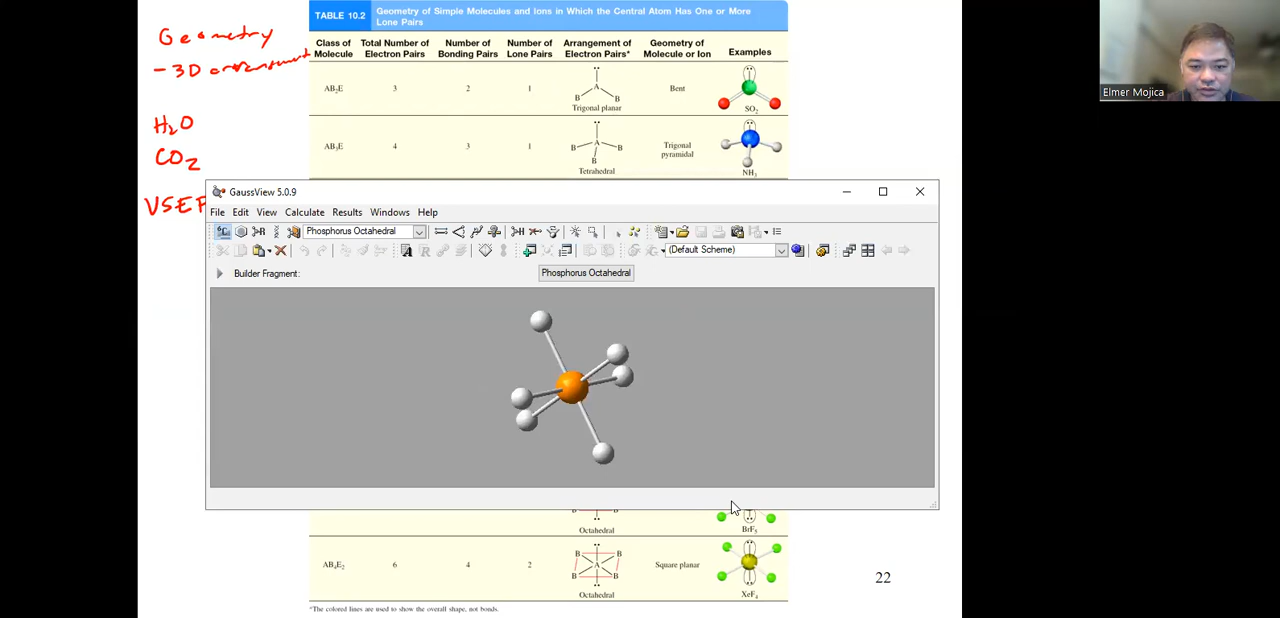 TABLE 10.2
Geometry of Simple Molecules and Ions in Which the Central Atom Has One or More
Lone Pairs
Class of
Molecule
Total Number of
Electron Pairs
Number of
Bonding Pairs
Number of
Lone Pairs
Arrangement of
Electron Pairs*
Geometry of
Molecule or Ion
Examples
AB2E
3
2
1
A
B
B
Trigonal planar
Bent
SO2
AB3E
4
3
1
B
A
B
B
Tetrahedral
Trigonal
pyramidal
NH3
Geometry
- 3D arrangement
H2O
CO2
VSEP
Elmer Mojica
GaussView 5.0.9
File Edit View Calculate Results Windows Help
Phosphorus Octahedral
(Default Scheme)
Builder Fragment:
Phosphorus Octahedral
Octahedral
BrF5
AB4E2
6
4
2
B
B
A
B
B
Octahedral
Square planar
XeF4
*The colored lines are used to show the overall shape, not bonds.
22